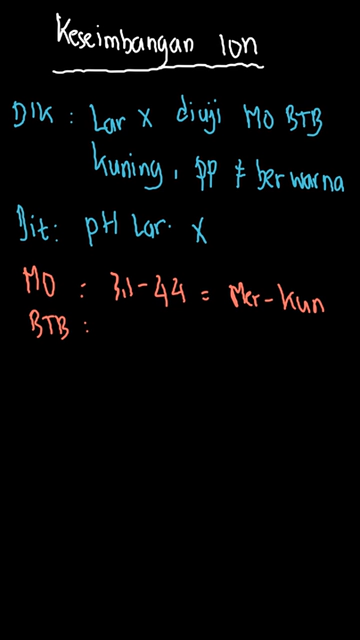 Keseimbangan Ion
Dik : Lar X diuji MO BTB
kuning, pp ≠ berwarna
Dit : pH Lar. X
MO : 3,1-4,4 = Mer-kun
BTB :